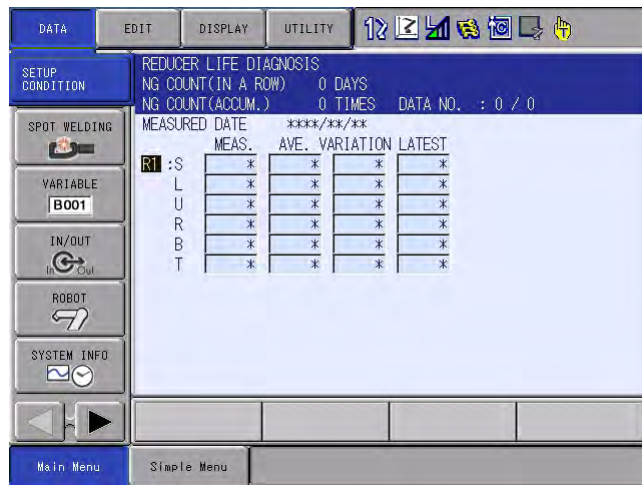 DATA EDIT DISPLAY UTILITY
SETUP
CONDITION
SPOT WELDING
VARIABLE
B001
IN/OUT
In Out
ROBOT
SYSTEM INFO
REDUCER LIFE DIAGNOSIS
NG COUNT(IN A ROW) 0 DAYS
NG COUNT(ACCUM.) 0 TIMES DATA NO. : 0 / 0
MEASURED DATE ****/**/**
MEAS. AVE. VARIATION LATEST
R1 :S * * * *
L * * * *
U * * * *
R * * * *
B * * * *
T * * * *
Main Menu Simple Menu